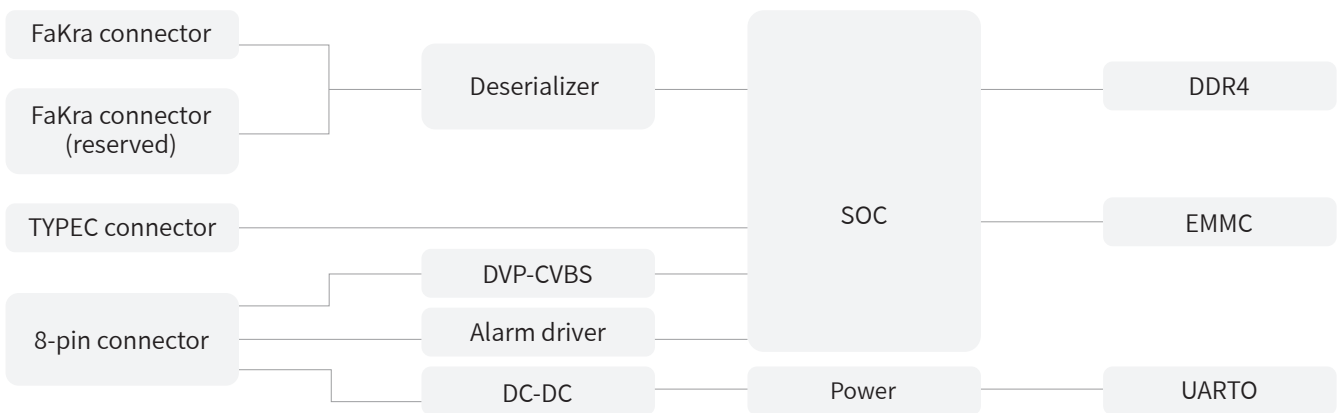 FaKra connector
FaKra connector
(reserved)
TYPEC connector
8-pin connector
Deserializer
DVP-CVBS
Alarm driver
DC-DC
SOC
Power
DDR4
EMMC
UARTO